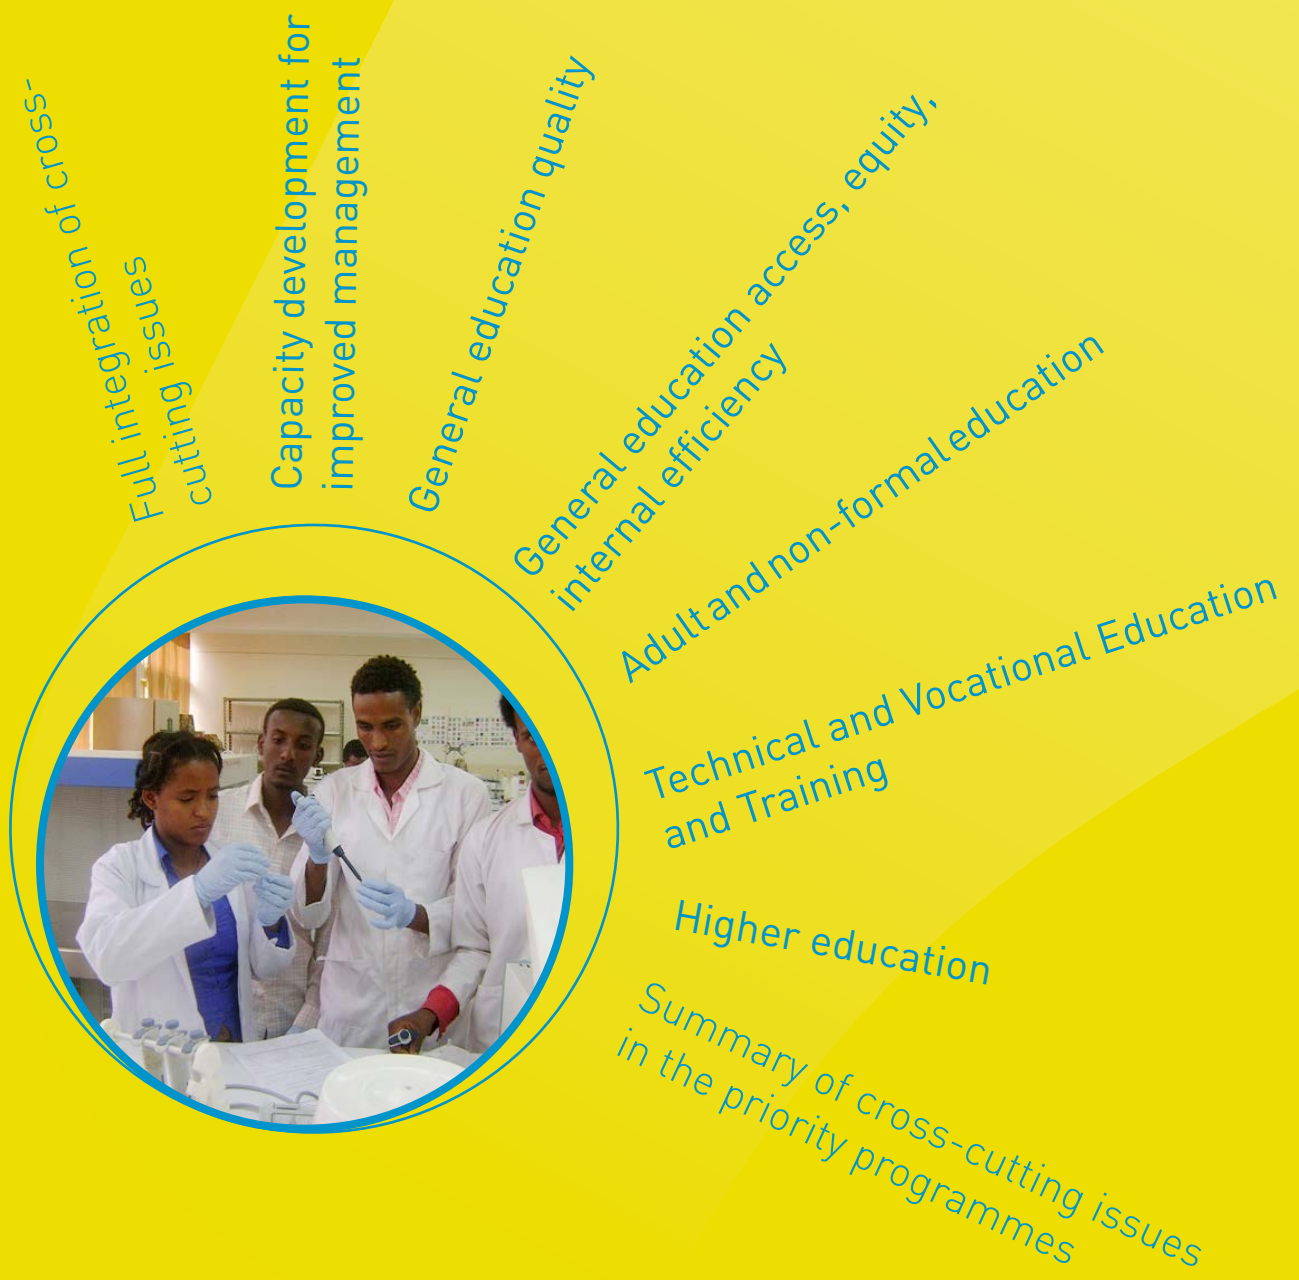 Full integration of cross-
cutting issues
Capacity development for
improved management
General education quality
General education access, equity,
internal efficiency
Adult and non-formal education
Technical and Vocational Education
and Training
Higher education
Summary of cross-cutting issues
in the priority programmes